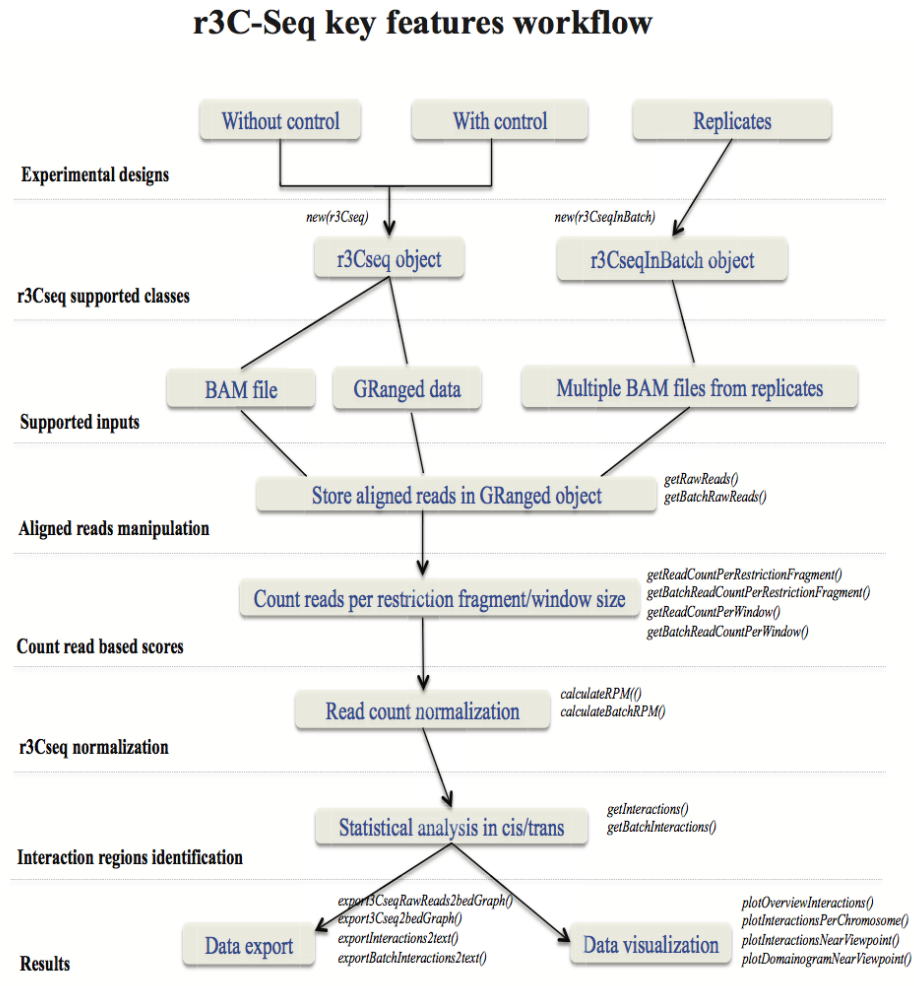 r3C-Seq key features workflow
Without control
With control
Replicates
Experimental designs
new(r3Cseq)
new(r3CseqInBatch)
r3Cseq object
r3CseqInBatch object
r3Cseq supported classes
BAM file
GRanged data
Multiple BAM files from replicates
Supported inputs
Store aligned reads in GRanged object
getRawReads()
getBatchRawReads()
Aligned reads manipulation
Count reads per restriction fragment/window size
getReadCountPerRestrictionFragment()
getBatchReadCountPerRestrictionFragment()
getReadCountPerWindow()
getBatchReadCountPerWindow()
Count read based scores
Read count normalization
calculateRPM(()
calculateBatchRPM()
r3Cseq normalization
Statistical analysis in cis/trans
getInteractions()
getBatchInteractions()
Interaction regions identification
export3CseqRawReads2bedGraph()
export3Cseq2bedGraph()
exportInteractions2text()
exportBatchInteractions2text()
Data export
Data visualization
plotOverviewInteractions()
plotInteractionsPerChromosome()
plotInteractionsNearViewpoint()
plotDomainogramNearViewpoint()
Results